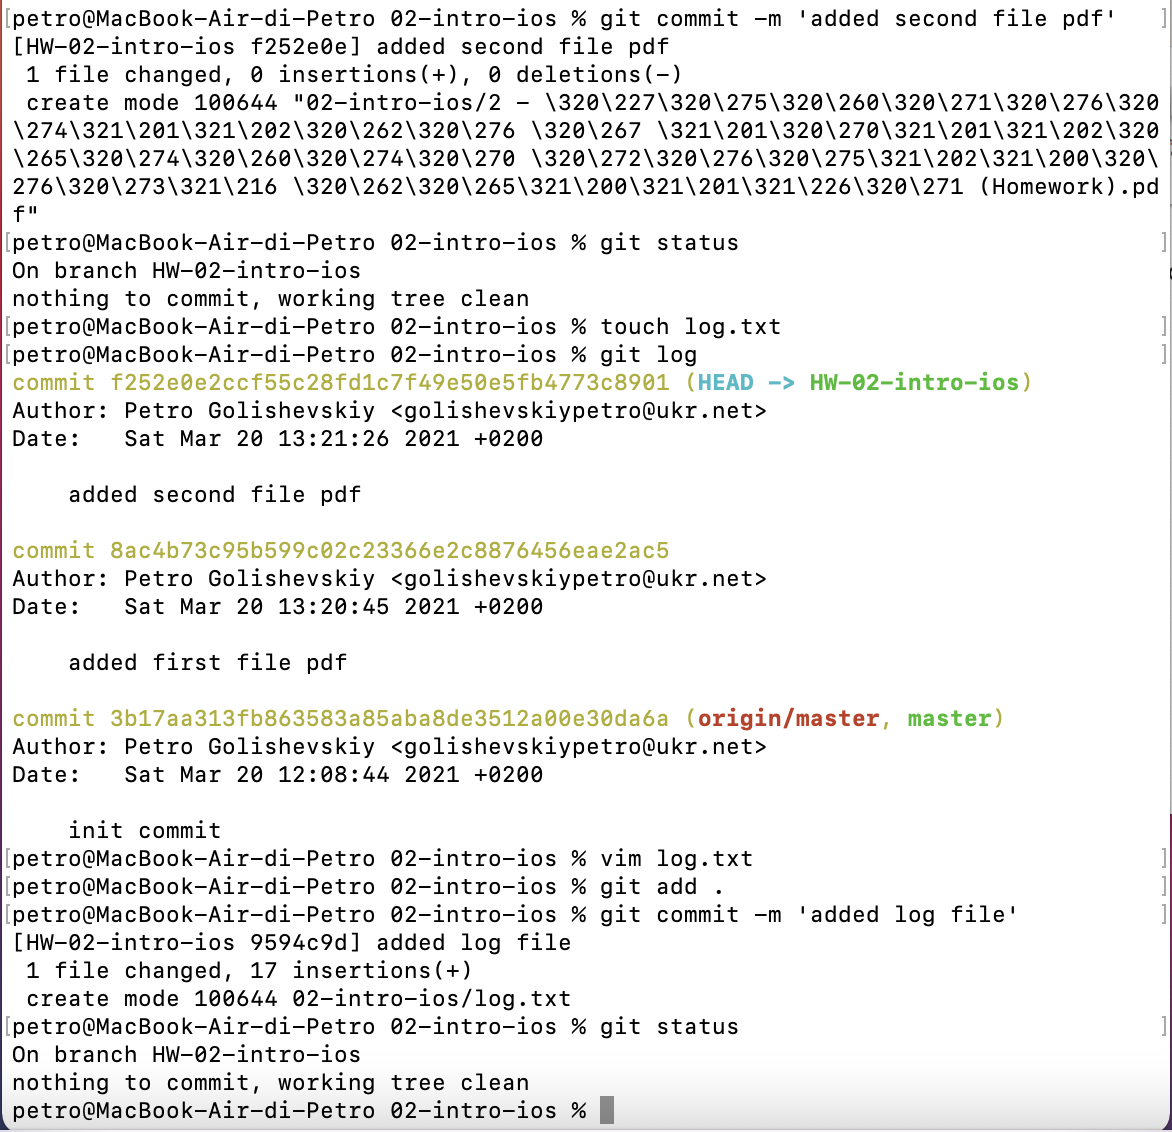 [petro@MacBook-Air-di-Petro 02-intro-ios % git commit -m 'added second file pdf' ]
[HW-02-intro-ios f252e0e] added second file pdf
 1 file changed, 0 insertions(+), 0 deletions(-)
 create mode 100644 "02-intro-ios/2 - \320\227\320\275\320\260\320\271\320\276\320
\274\321\201\321\202\320\262\320\276 \320\267 \321\201\320\270\321\201\321\202\320
\265\320\274\320\260\320\274\320\270 \320\272\320\276\320\275\321\202\321\200\320\
276\320\273\321\216 \320\262\320\265\321\200\321\201\321\226\320\271 (Homework).pd
f"
[petro@MacBook-Air-di-Petro 02-intro-ios % git status ]
On branch HW-02-intro-ios
nothing to commit, working tree clean
[petro@MacBook-Air-di-Petro 02-intro-ios % touch log.txt ]
[petro@MacBook-Air-di-Petro 02-intro-ios % git log ]
commit f252e0e2ccf55c28fd1c7f49e50e5fb4773c8901 (HEAD -> HW-02-intro-ios)
Author: Petro Golishevskiy <golishevskiypetro@ukr.net>
Date:   Sat Mar 20 13:21:26 2021 +0200

    added second file pdf

commit 8ac4b73c95b599c02c23366e2c8876456eae2ac5
Author: Petro Golishevskiy <golishevskiypetro@ukr.net>
Date:   Sat Mar 20 13:20:45 2021 +0200

    added first file pdf

commit 3b17aa313fb863583a85aba8de3512a00e30da6a (origin/master, master)
Author: Petro Golishevskiy <golishevskiypetro@ukr.net>
Date:   Sat Mar 20 12:08:44 2021 +0200

    init commit
[petro@MacBook-Air-di-Petro 02-intro-ios % vim log.txt ]
[petro@MacBook-Air-di-Petro 02-intro-ios % git add . ]
[petro@MacBook-Air-di-Petro 02-intro-ios % git commit -m 'added log file' ]
[HW-02-intro-ios 9594c9d] added log file
 1 file changed, 17 insertions(+)
 create mode 100644 02-intro-ios/log.txt
[petro@MacBook-Air-di-Petro 02-intro-ios % git status ]
On branch HW-02-intro-ios
nothing to commit, working tree clean
petro@MacBook-Air-di-Petro 02-intro-ios %